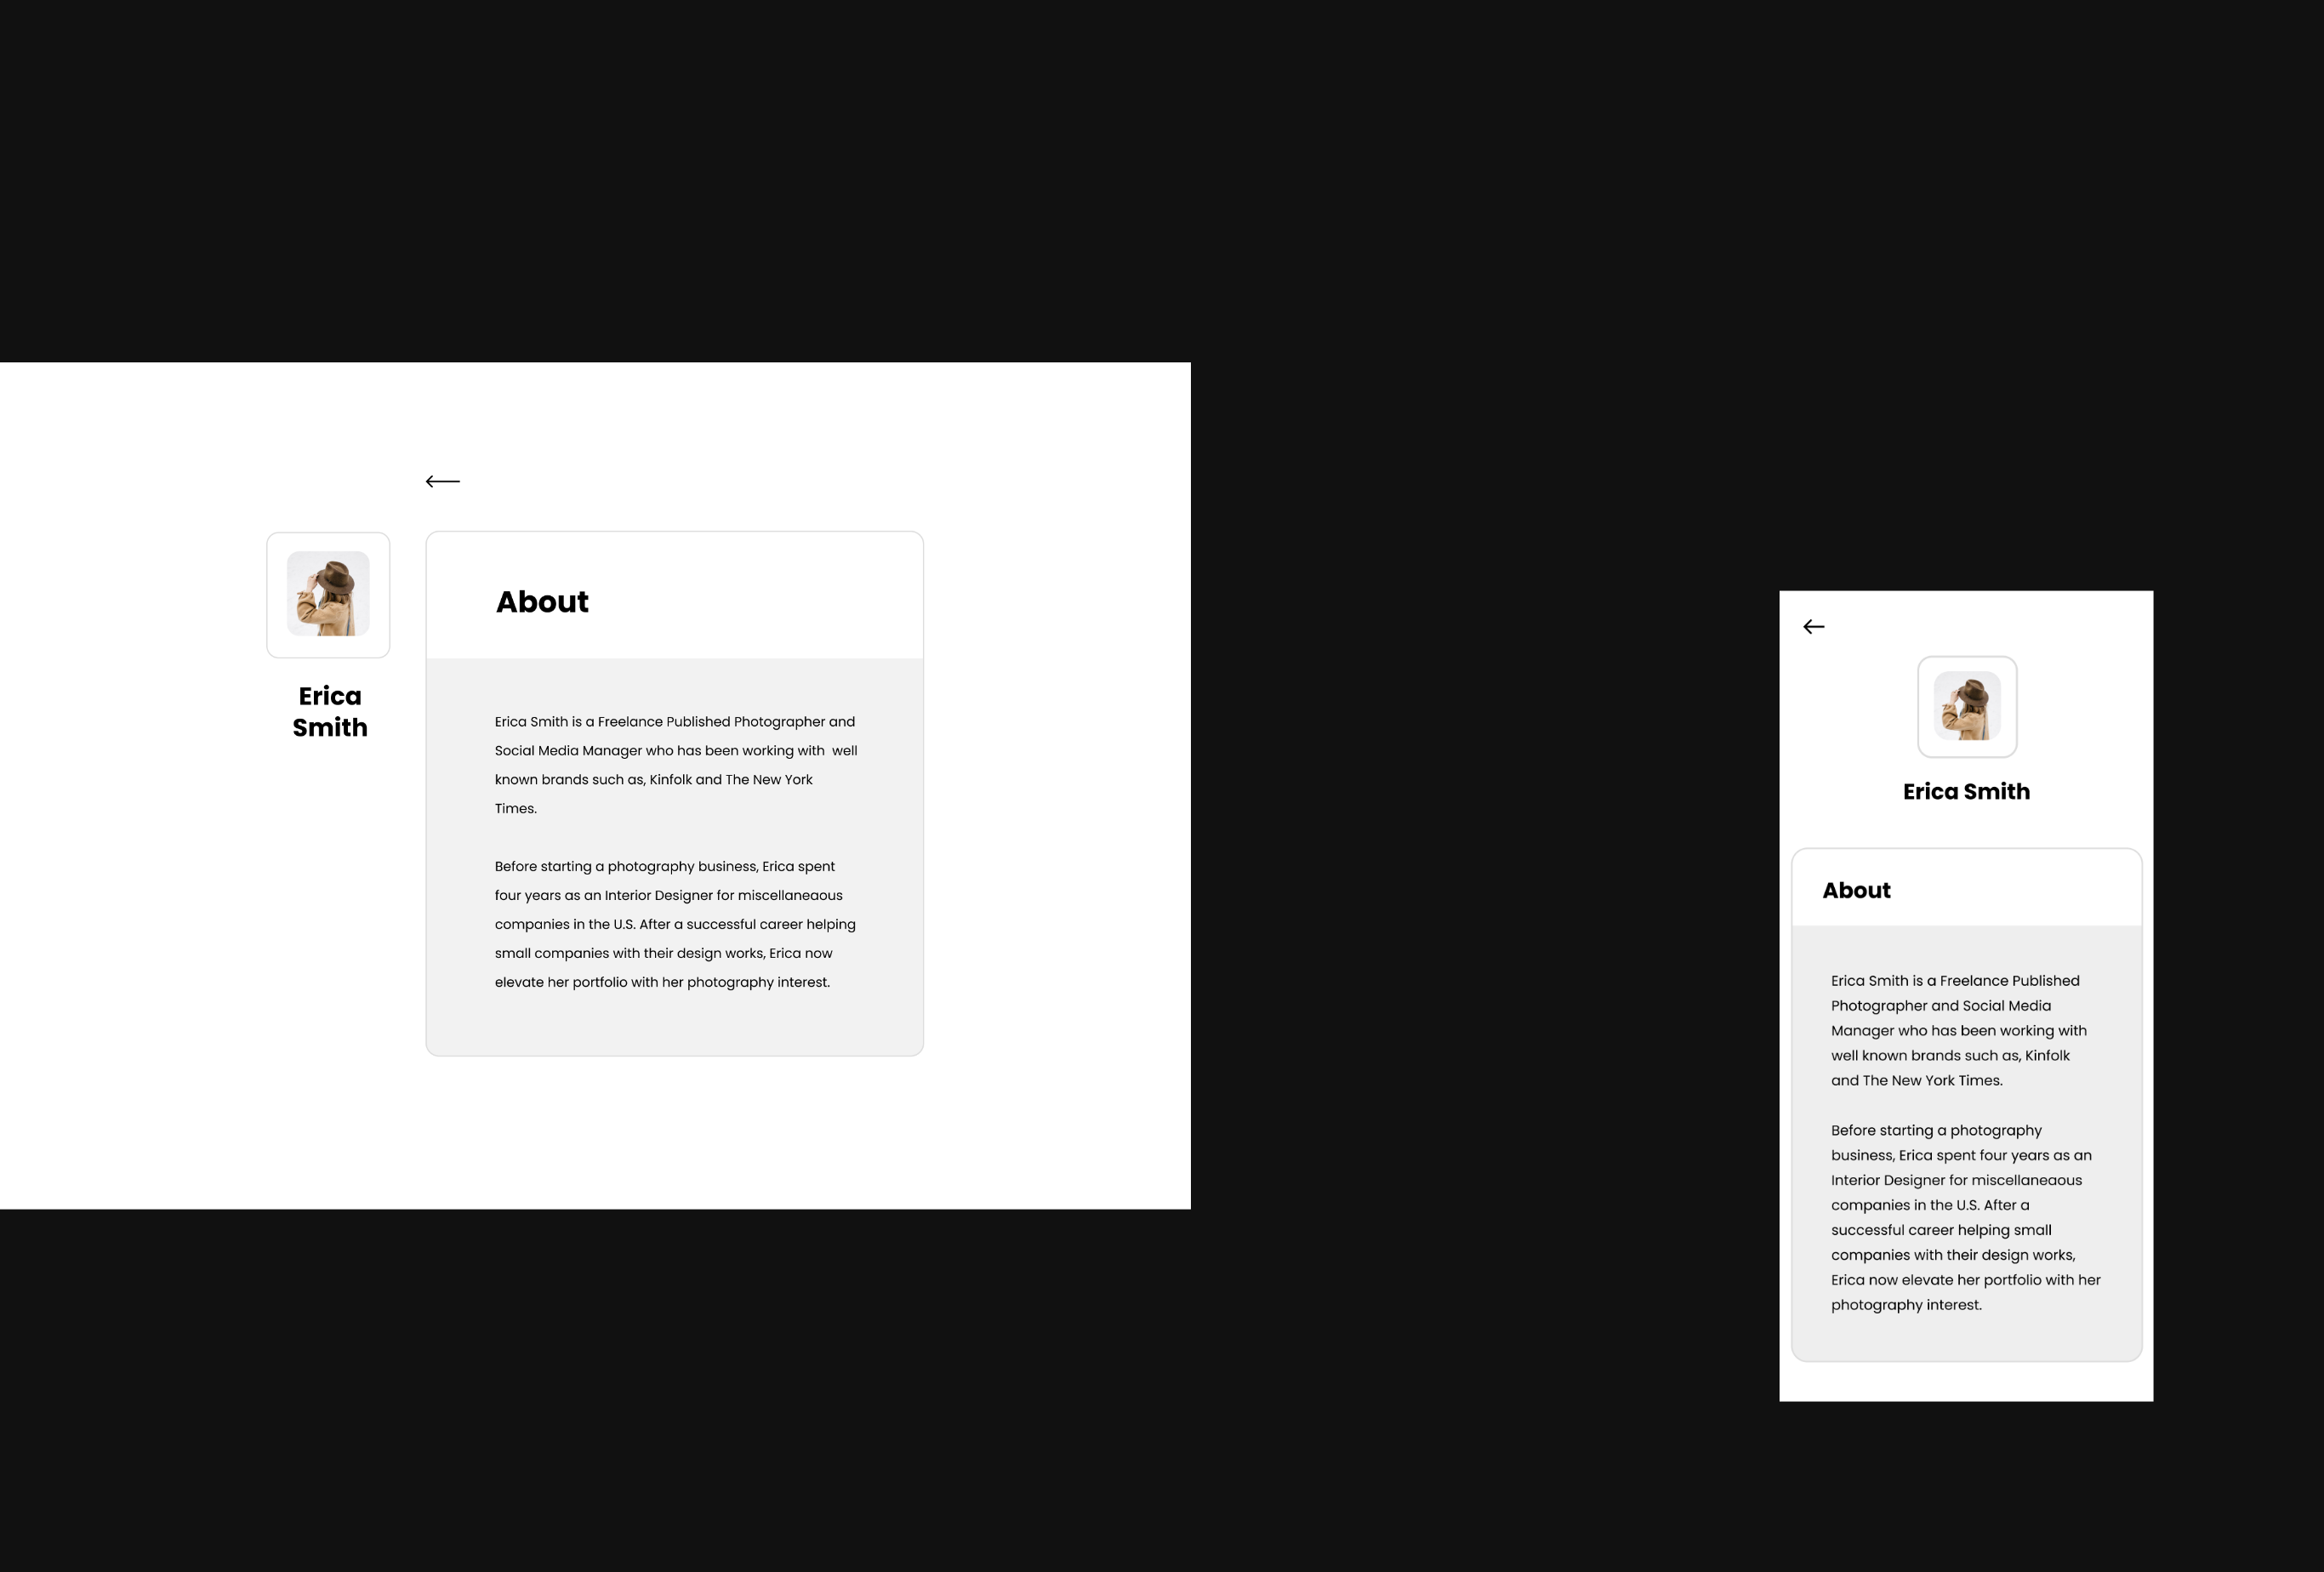 Erica
Smith
About
Erica Smith is a Freelance Published Photographer and
Social Media Manager who has been working with  well
known brands such as, Kinfolk and The New York
Times.
Before starting a photography business, Erica spent
four years as an Interior Designer for miscellaneaous
companies in the U.S. After a successful career helping
small companies with their design works, Erica now
elevate her portfolio with her photography interest.
Erica Smith
About
Erica Smith is a Freelance Published
Photographer and Social Media
Manager who has been working with
well known brands such as, Kinfolk
and The New York Times.
Before starting a photography
business, Erica spent four years as an
Interior Designer for miscellaneaous
companies in the U.S. After a
successful career helping small
companies with their design works,
Erica now elevate her portfolio with her
photography interest.